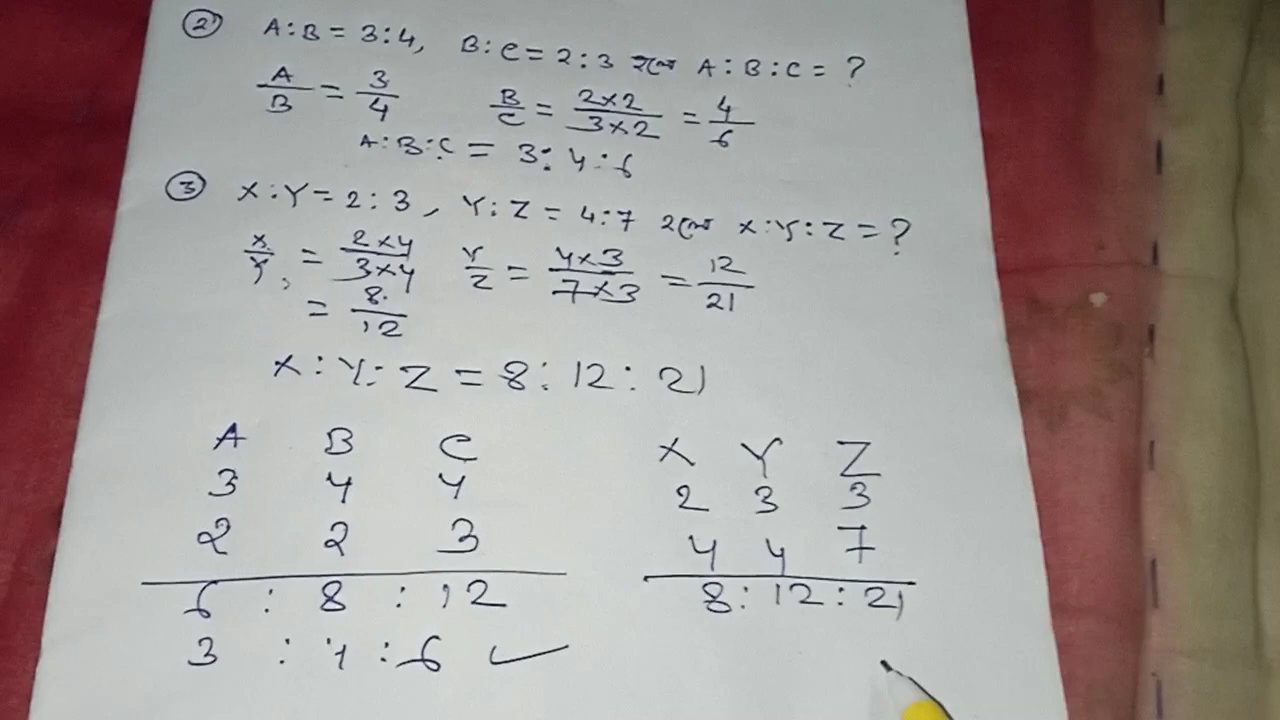 ② A:B = 3:4, B:C = 2:3 হলে A:B:C = ?
A/B = 3/4 B/C = 2×2/3×2 = 4/6
A:B:C = 3:4:6
③ X:Y = 2:3, Y:Z = 4:7 হলে X:Y:Z = ?
X/Y, = 2×4/3×4 Y/Z = 4×3/7×3 = 12/21
= 8/12
X:Y:Z = 8:12:21
A B C
3 4 4
2 2 3
6 : 8 : 12
3 : 4 : 6 ✓
X Y Z
2 3 3
4 4 7
8:12:21